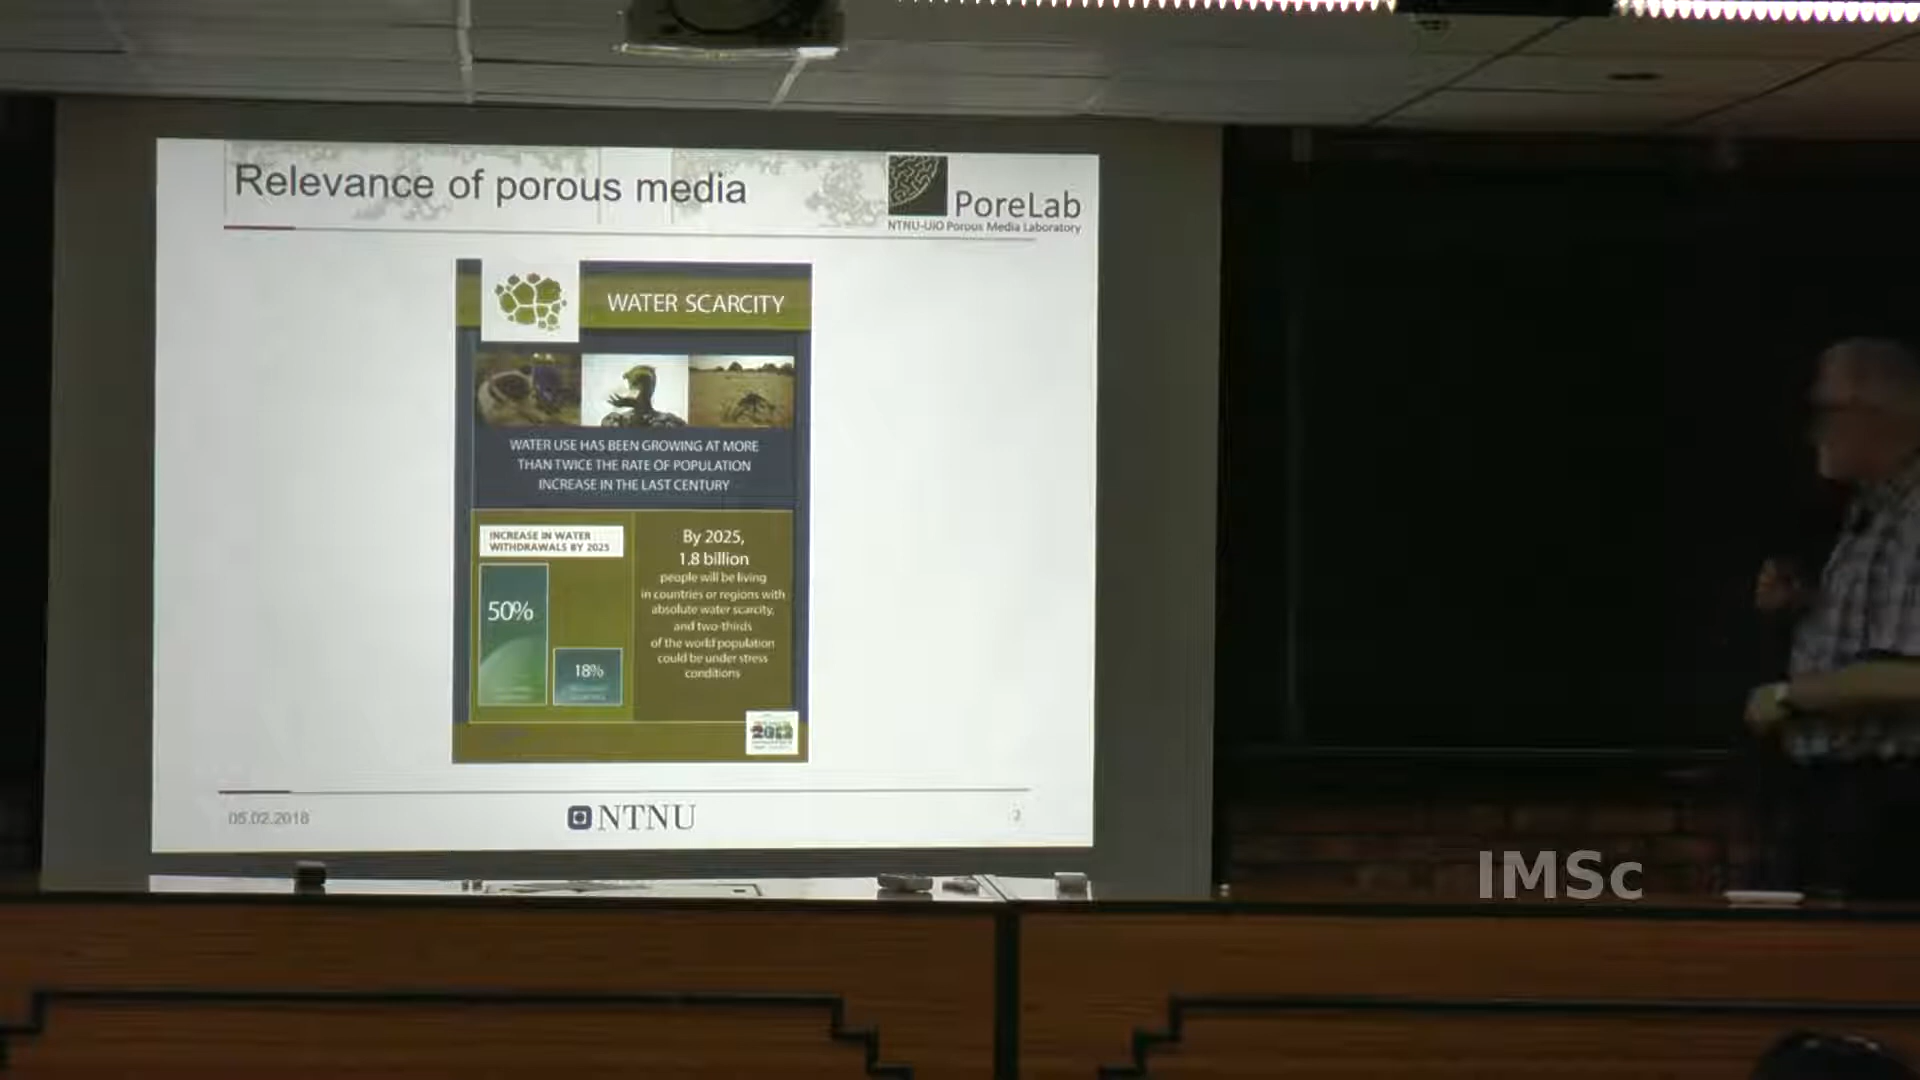 Relevance of porous media
PoreLab
NTNU-UiO Porous Media Laboratory
WATER SCARCITY
WATER USE HAS BEEN GROWING AT MORE
THAN TWICE THE RATE OF POPULATION
INCREASE IN THE LAST CENTURY
INCREASE IN WATER
WITHDRAWALS BY 2025
50%
18%
By 2025,
1.8 billion
people will be living
in countries or regions with
absolute water scarcity,
and two-thirds
of the world population
could be under stress
conditions
05.02.2018
NTNU
IMSc